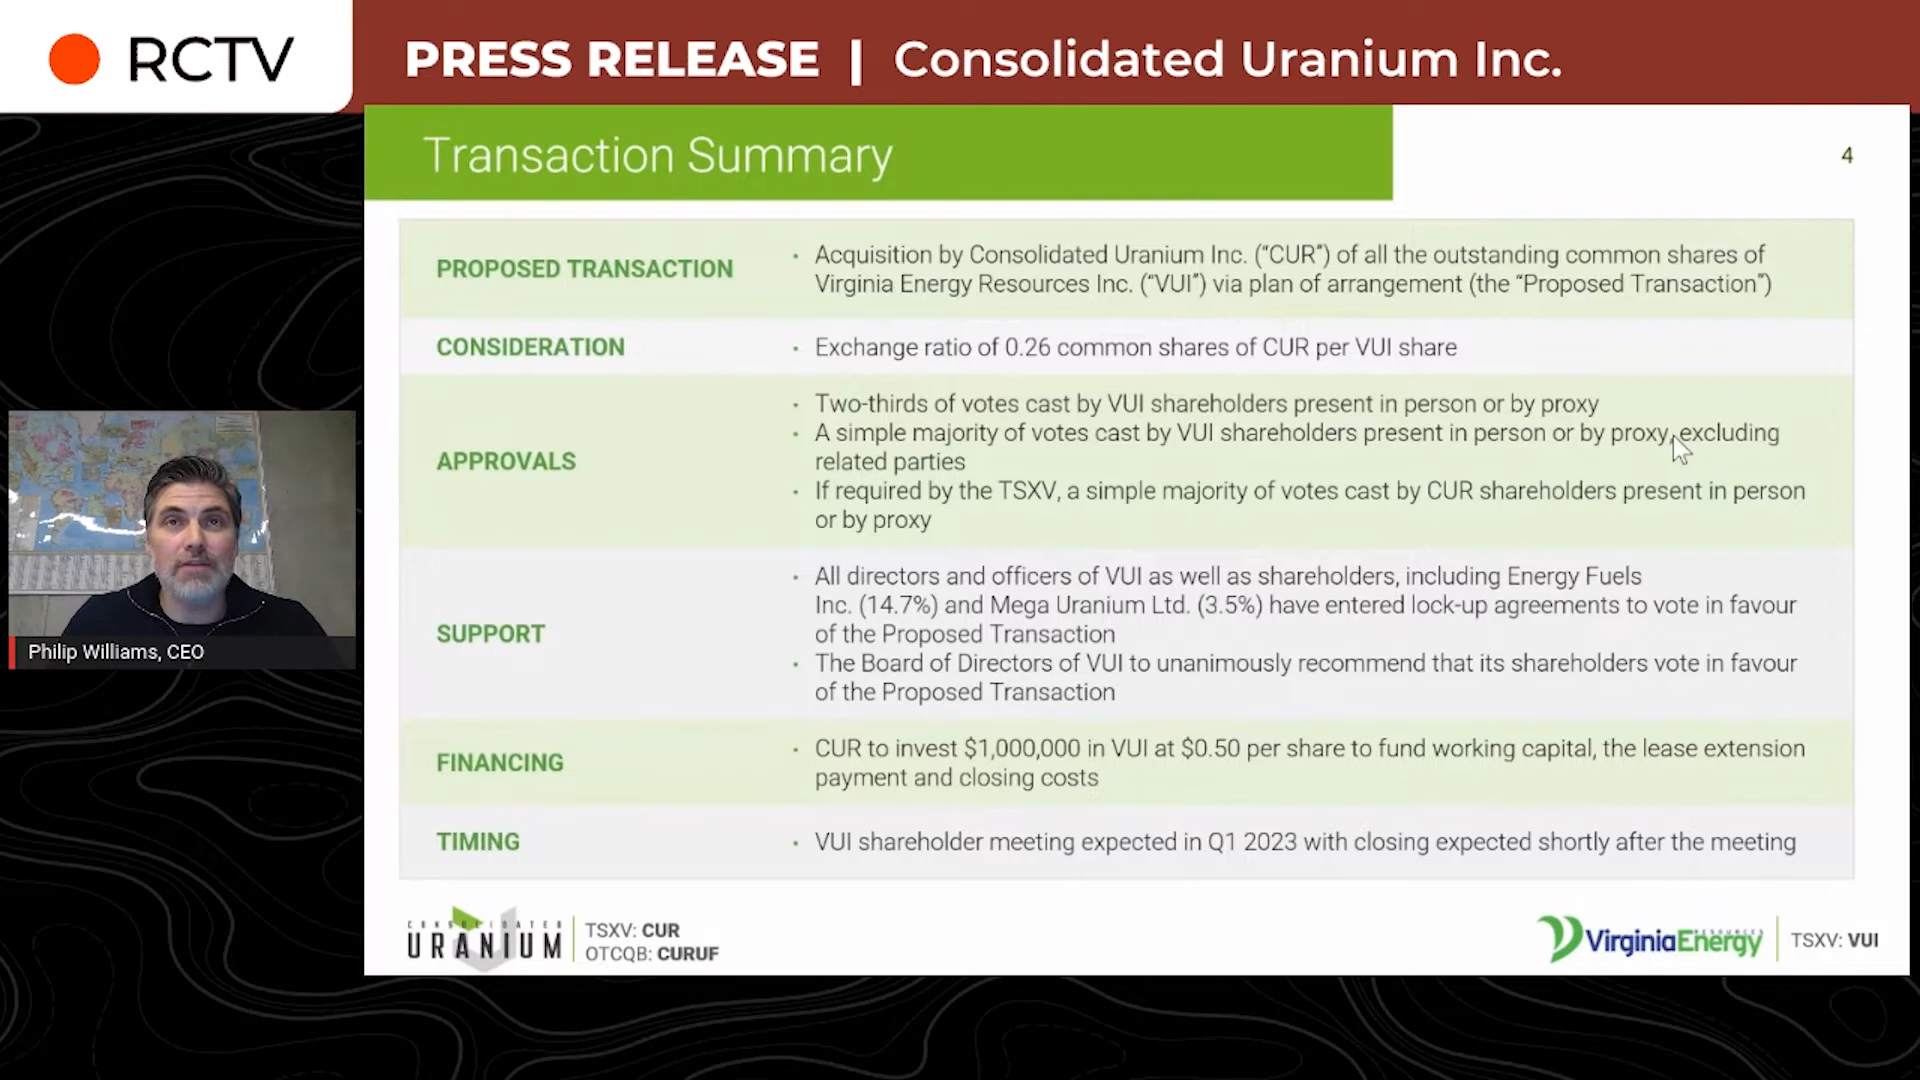 RCTV
PRESS RELEASE | Consolidated Uranium Inc.
Transaction Summary
4
PROPOSED TRANSACTION
• Acquisition by Consolidated Uranium Inc. (“CUR”) of all the outstanding common shares of
Virginia Energy Resources Inc. (“VUI”) via plan of arrangement (the “Proposed Transaction”)
CONSIDERATION
• Exchange ratio of 0.26 common shares of CUR per VUI share
APPROVALS
• Two-thirds of votes cast by VUI shareholders present in person or by proxy
• A simple majority of votes cast by VUI shareholders present in person or by proxy, excluding
related parties
• If required by the TSXV, a simple majority of votes cast by CUR shareholders present in person
or by proxy
SUPPORT
• All directors and officers of VUI as well as shareholders, including Energy Fuels
Inc. (14.7%) and Mega Uranium Ltd. (3.5%) have entered lock-up agreements to vote in favour
of the Proposed Transaction
• The Board of Directors of VUI to unanimously recommend that its shareholders vote in favour
of the Proposed Transaction
FINANCING
• CUR to invest $1,000,000 in VUI at $0.50 per share to fund working capital, the lease extension
payment and closing costs
TIMING
• VUI shareholder meeting expected in Q1 2023 with closing expected shortly after the meeting
Philip Williams, CEO
CONSOLIDATED
URANIUM
TSXV: CUR
OTCQB: CURUF
RESOURCES
VirginiaEnergy
TSXV: VUI